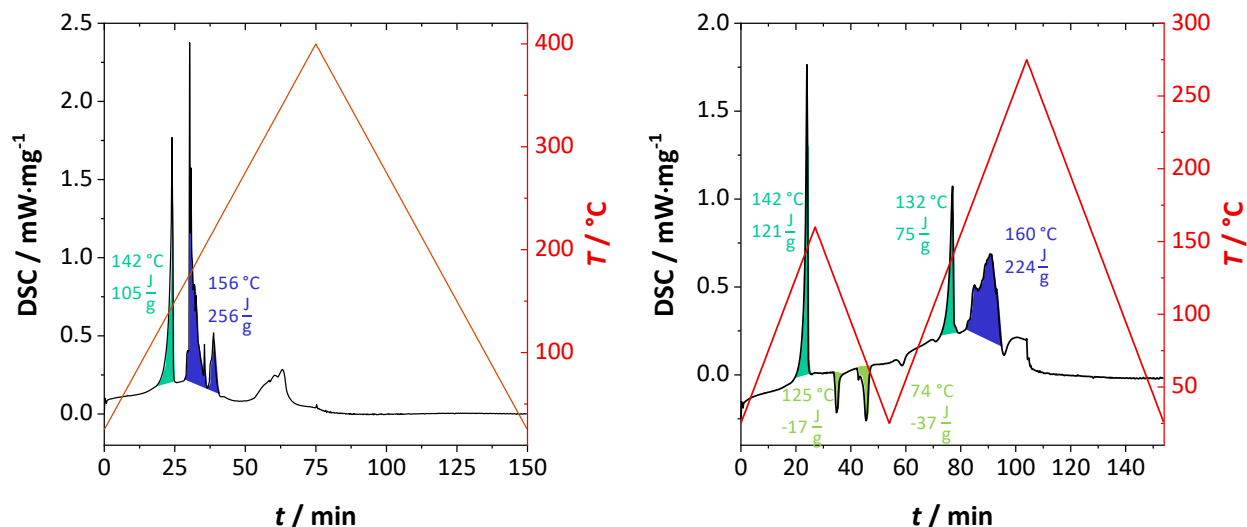 2.5
2.0
1.5
1.0
0.5
0.0
DSC / mW·mg⁻¹
142 °C
105 J/g
156 °C
256 J/g
400
300
200
100
T / °C
0 25 50 75 100 125 150
t / min
2.0
1.5
1.0
0.5
0.0
DSC / mW·mg⁻¹
142 °C
121 J/g
132 °C
75 J/g
160 °C
224 J/g
125 °C
-17 J/g
74 °C
-37 J/g
300
250
200
150
100
50
T / °C
0 20 40 60 80 100 120 140
t / min